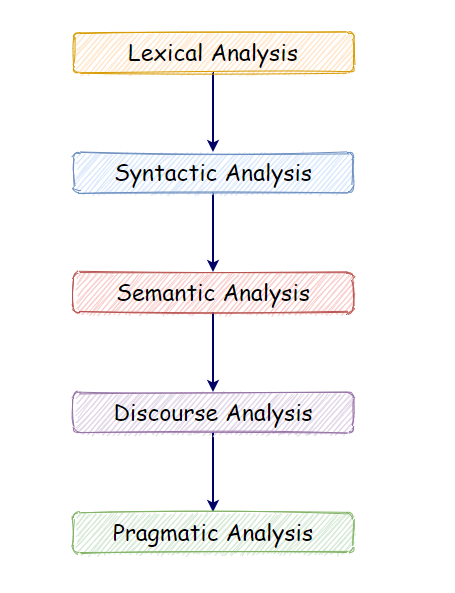 Lexical Analysis
Syntactic Analysis
Semantic Analysis
Discourse Analysis
Pragmatic Analysis